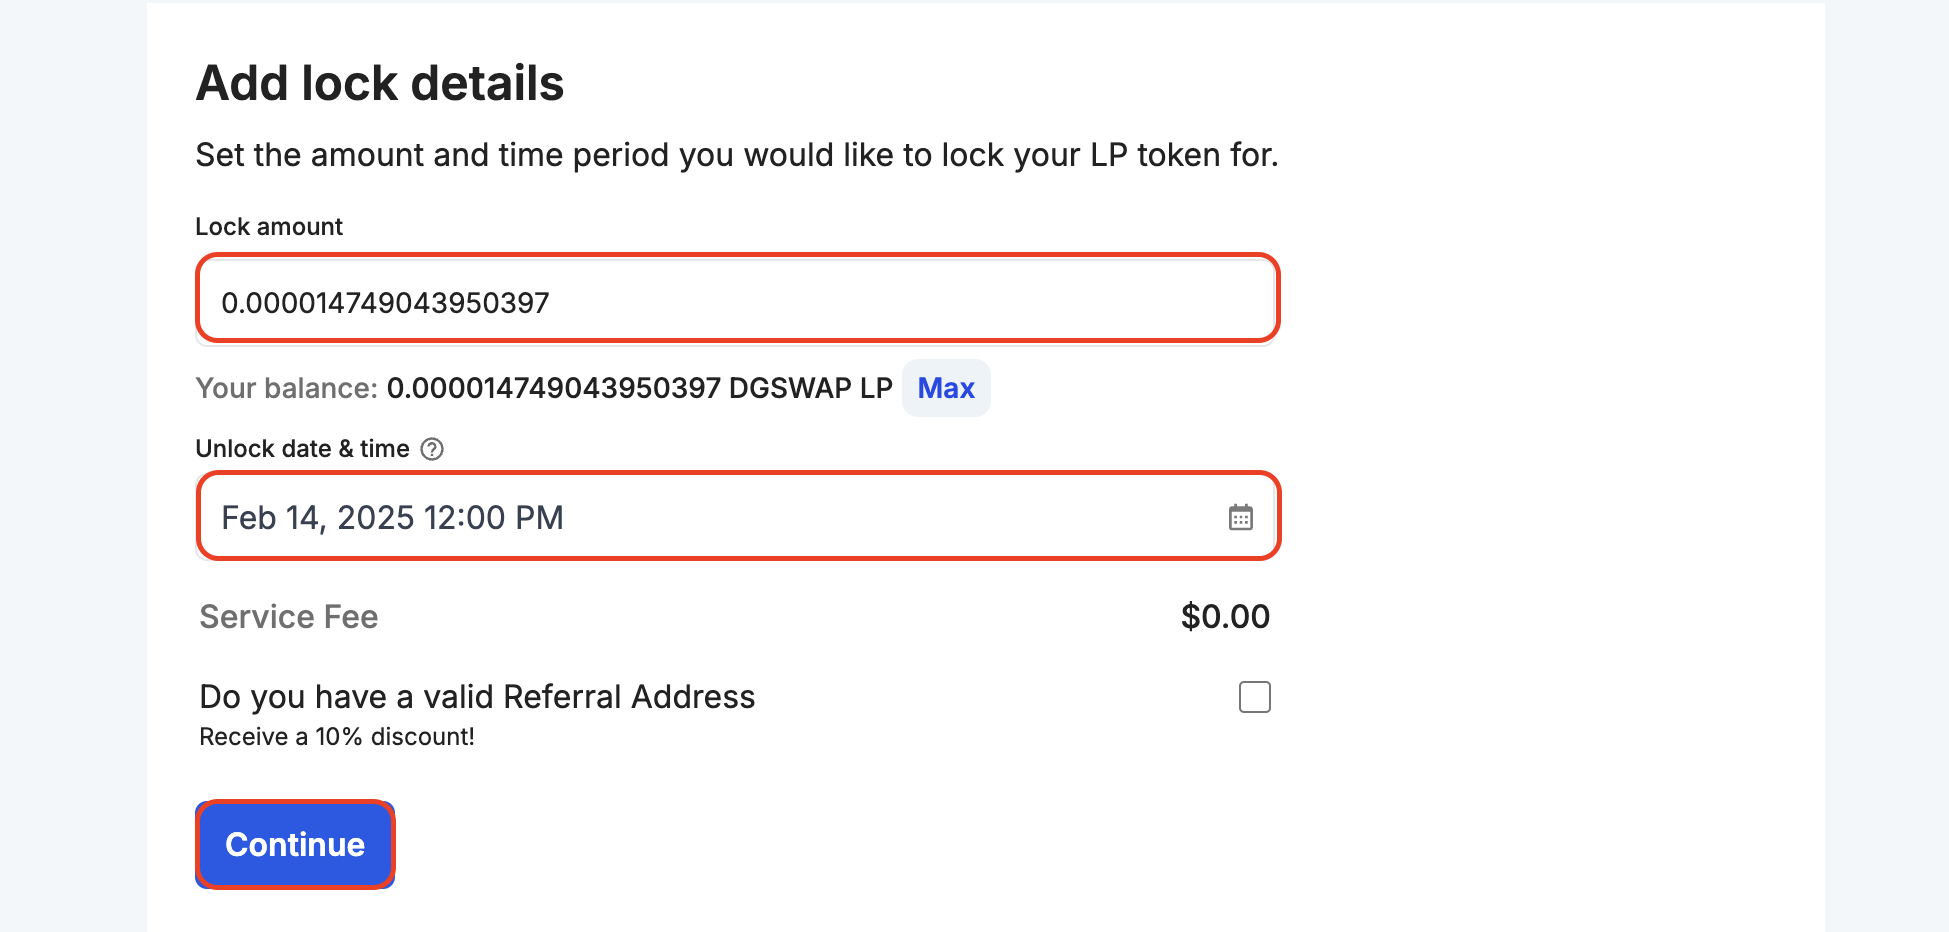 Add lock details
Set the amount and time period you would like to lock your LP token for.
Lock amount
0.000014749043950397
Your balance: 0.000014749043950397 DGSWAP LP Max
Unlock date & time ?
Feb 14, 2025 12:00 PM
Service Fee $0.00
Do you have a valid Referral Address
Receive a 10% discount!
Continue